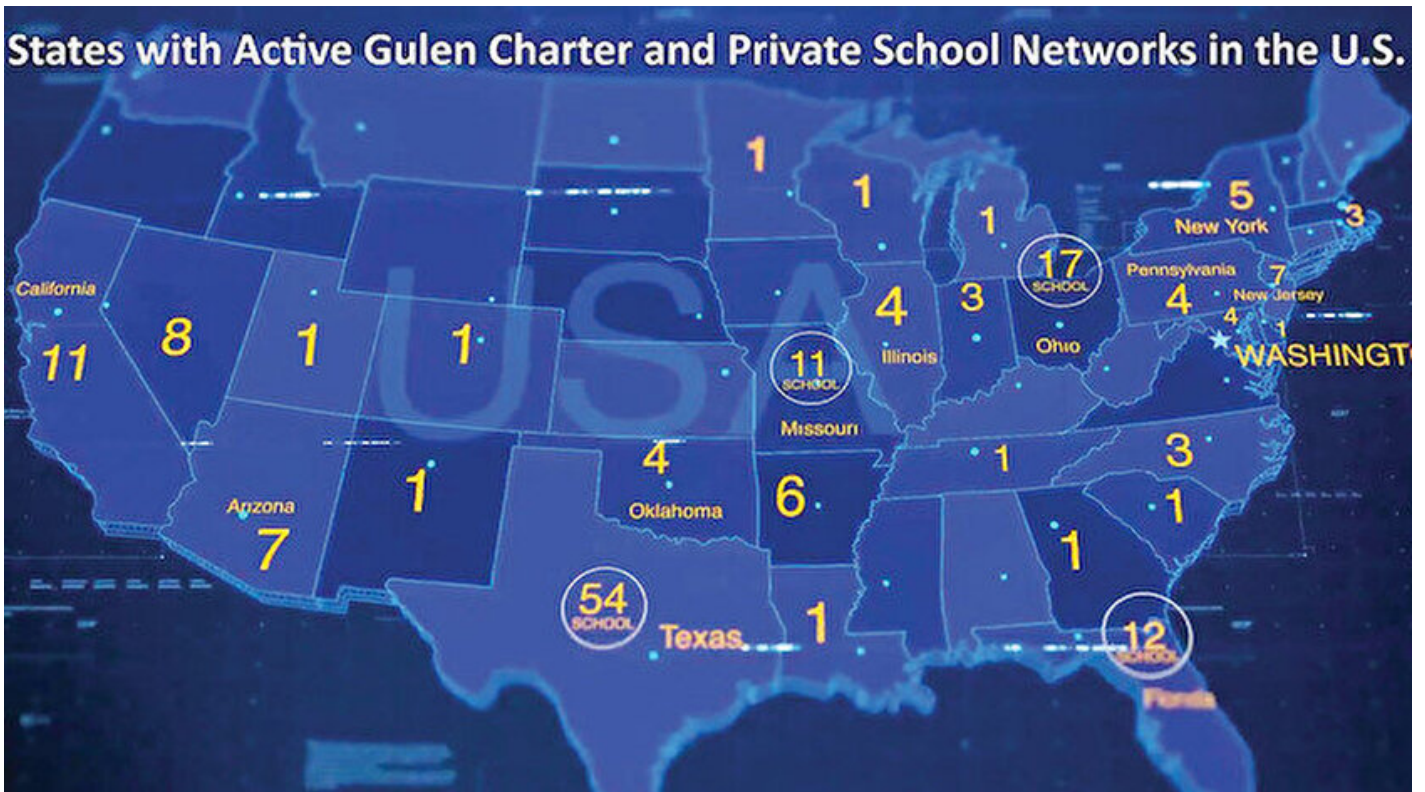 States with Active Gulen Charter and Private School Networks in the U.S.
1
1
1
5
New York
3
17
SCHOOL
Ohio
Pennsylvania
4
7
New Jersey
4
1
WASHINGT
California
11
8
1
1
USA
11
SCHOOL
Missouri
4
Illinois
3
Arizona
7
1
4
Oklahoma
6
1
3
1
1
54
SCHOOL
Texas
1
12
SCHOOL
Florida